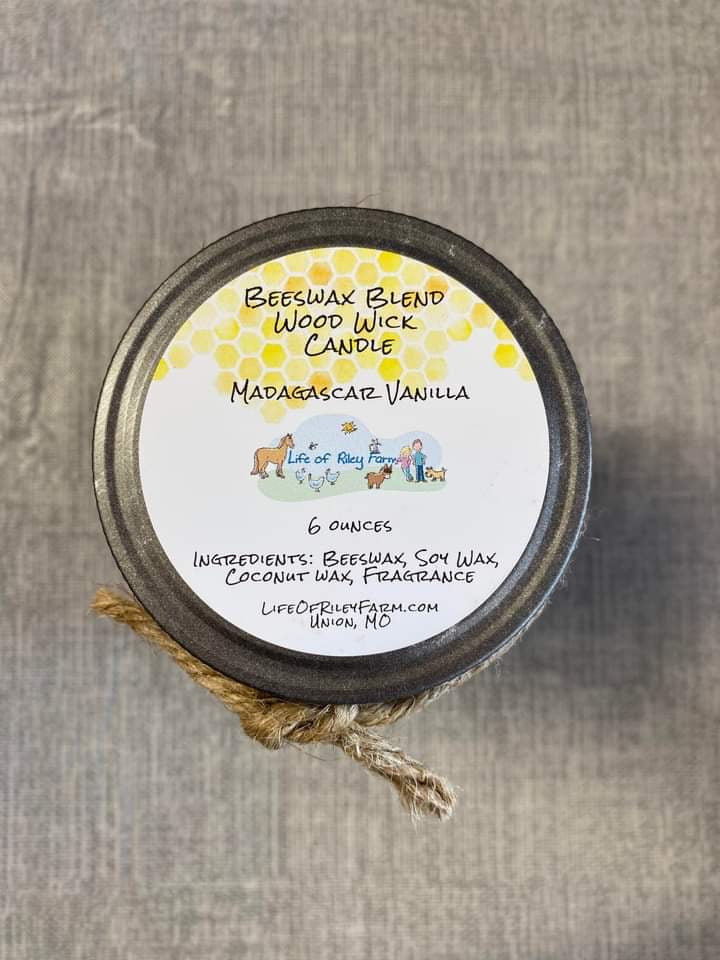 Beeswax Blend
Wood Wick
Candle
Madagascar Vanilla
Life of Riley Farm
6 ounces
Ingredients: Beeswax, Soy Wax,
Coconut wax, Fragrance
LifeOfRileyFarm.com
Union, MO